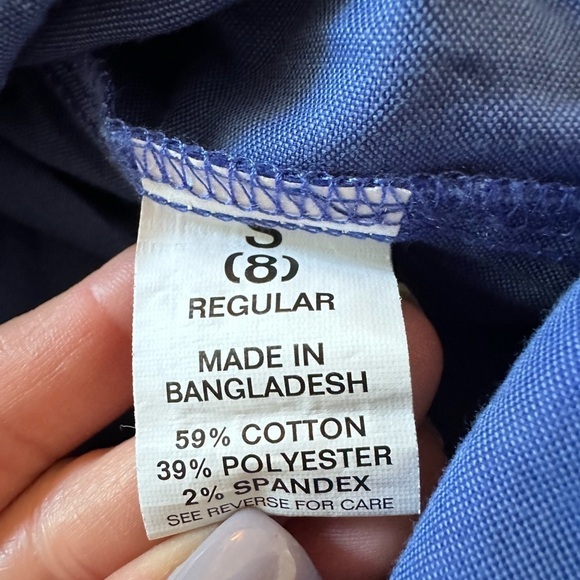 S
(8)
REGULAR
MADE IN
BANGLADESH
59% COTTON
39% POLYESTER
2% SPANDEX
SEE REVERSE FOR CARE